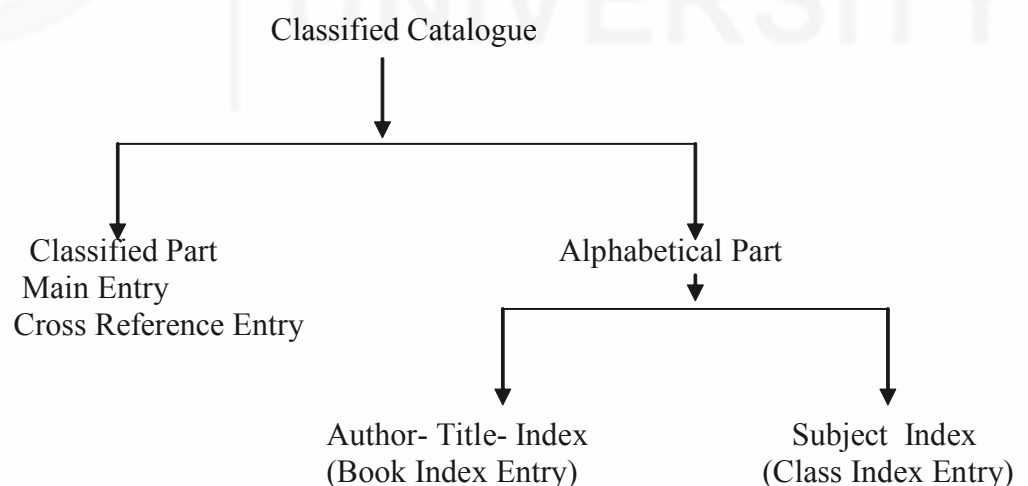 UNIVERSITY
Classified Catalogue
Classified Part
Main Entry
Cross Reference Entry
Alphabetical Part
Author- Title- Index
(Book Index Entry)
Subject Index
(Class Index Entry)